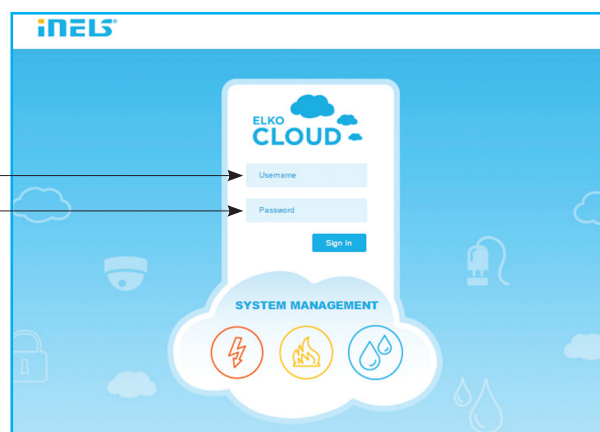 iNELS®
ELKO
CLOUD
Username
Password
Sign In
SYSTEM MANAGEMENT